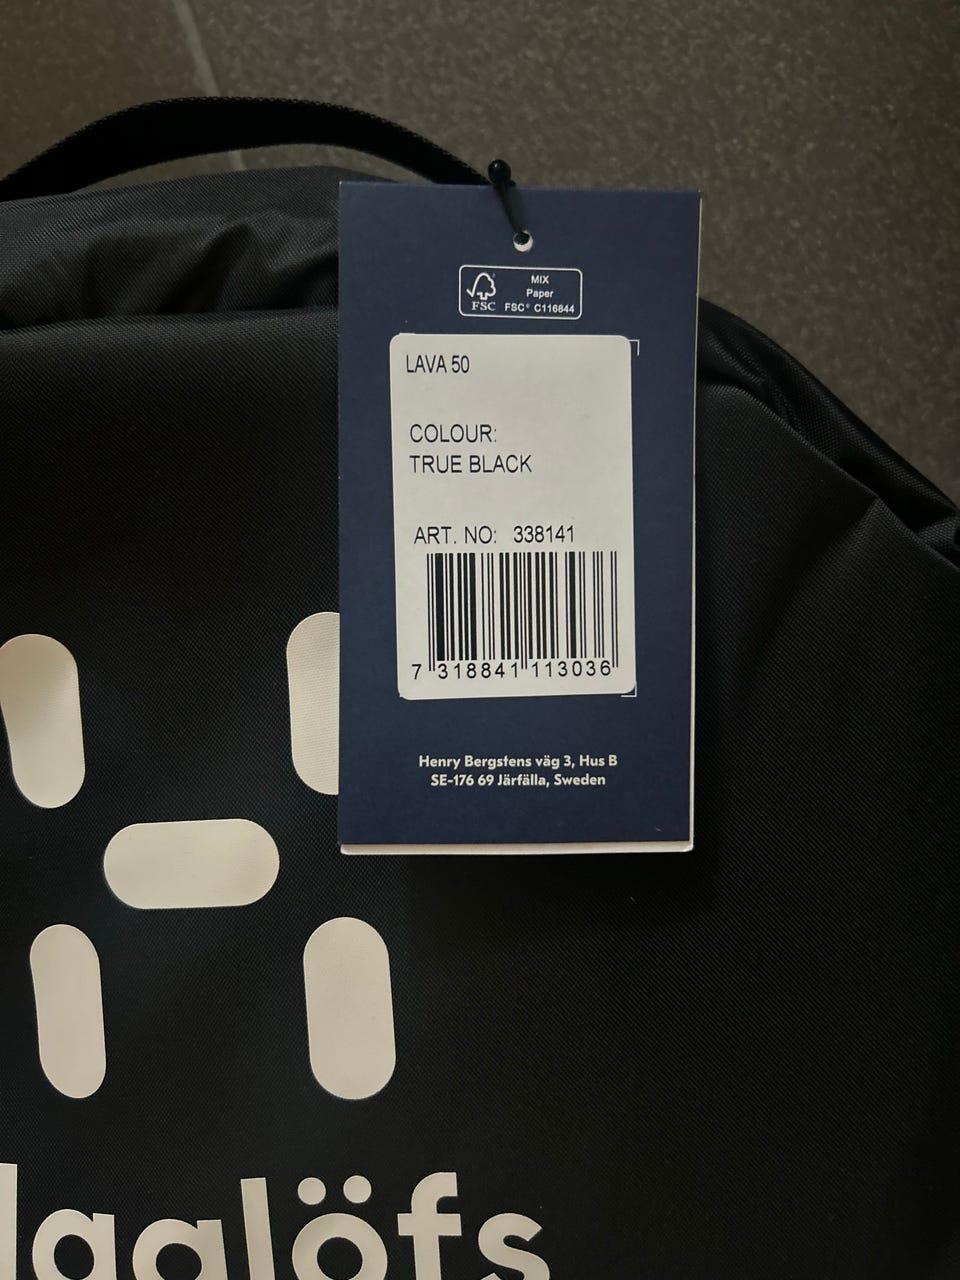 MIX
Paper
FSC® C116844
FSC
LAVA 50
COLOUR:
TRUE BLACK
ART. NO: 338141
7 318841 113036
Henry Bergstens väg 3, Hus B
SE-176 69 Järfälla, Sweden
aglöfs